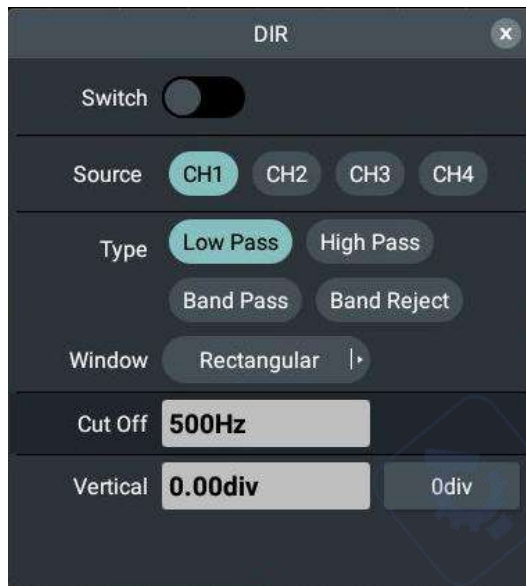 DIR
Switch
Source CH1 CH2 CH3 CH4
Type Low Pass High Pass
Band Pass Band Reject
Window Rectangular
Cut Off 500Hz
Vertical 0.00div 0div